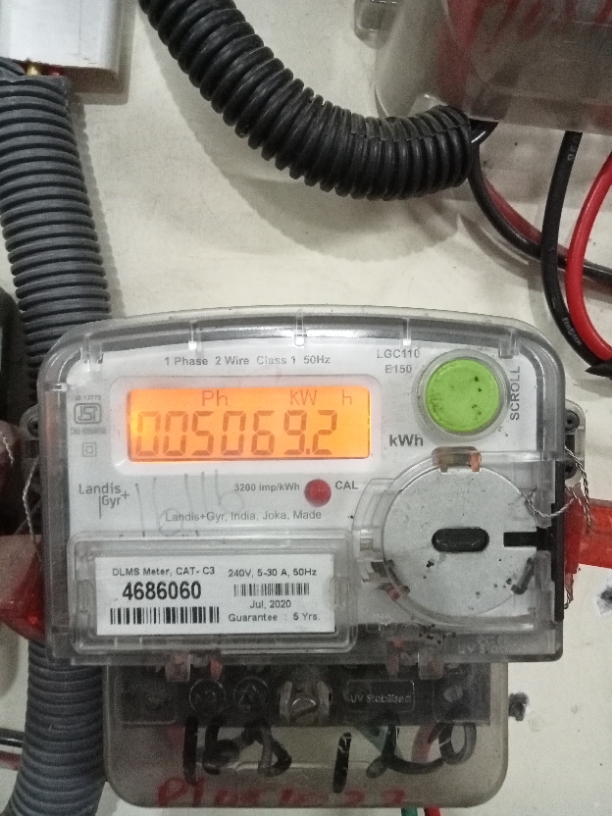 1 Phase 2 Wire Class 1 50Hz
LGC110
E150
SCROLL
Ph kW h
005069.2
kWh
Landis
Gyr+
3200 imp/kWh
CAL
Landis+Gyr, India, Joka, Made
DLMS Meter, CAT- C3
240V, 5-30 A, 50Hz
4686060
Jul, 2020
Guarantee : 5 Yrs.
UV Stabilised